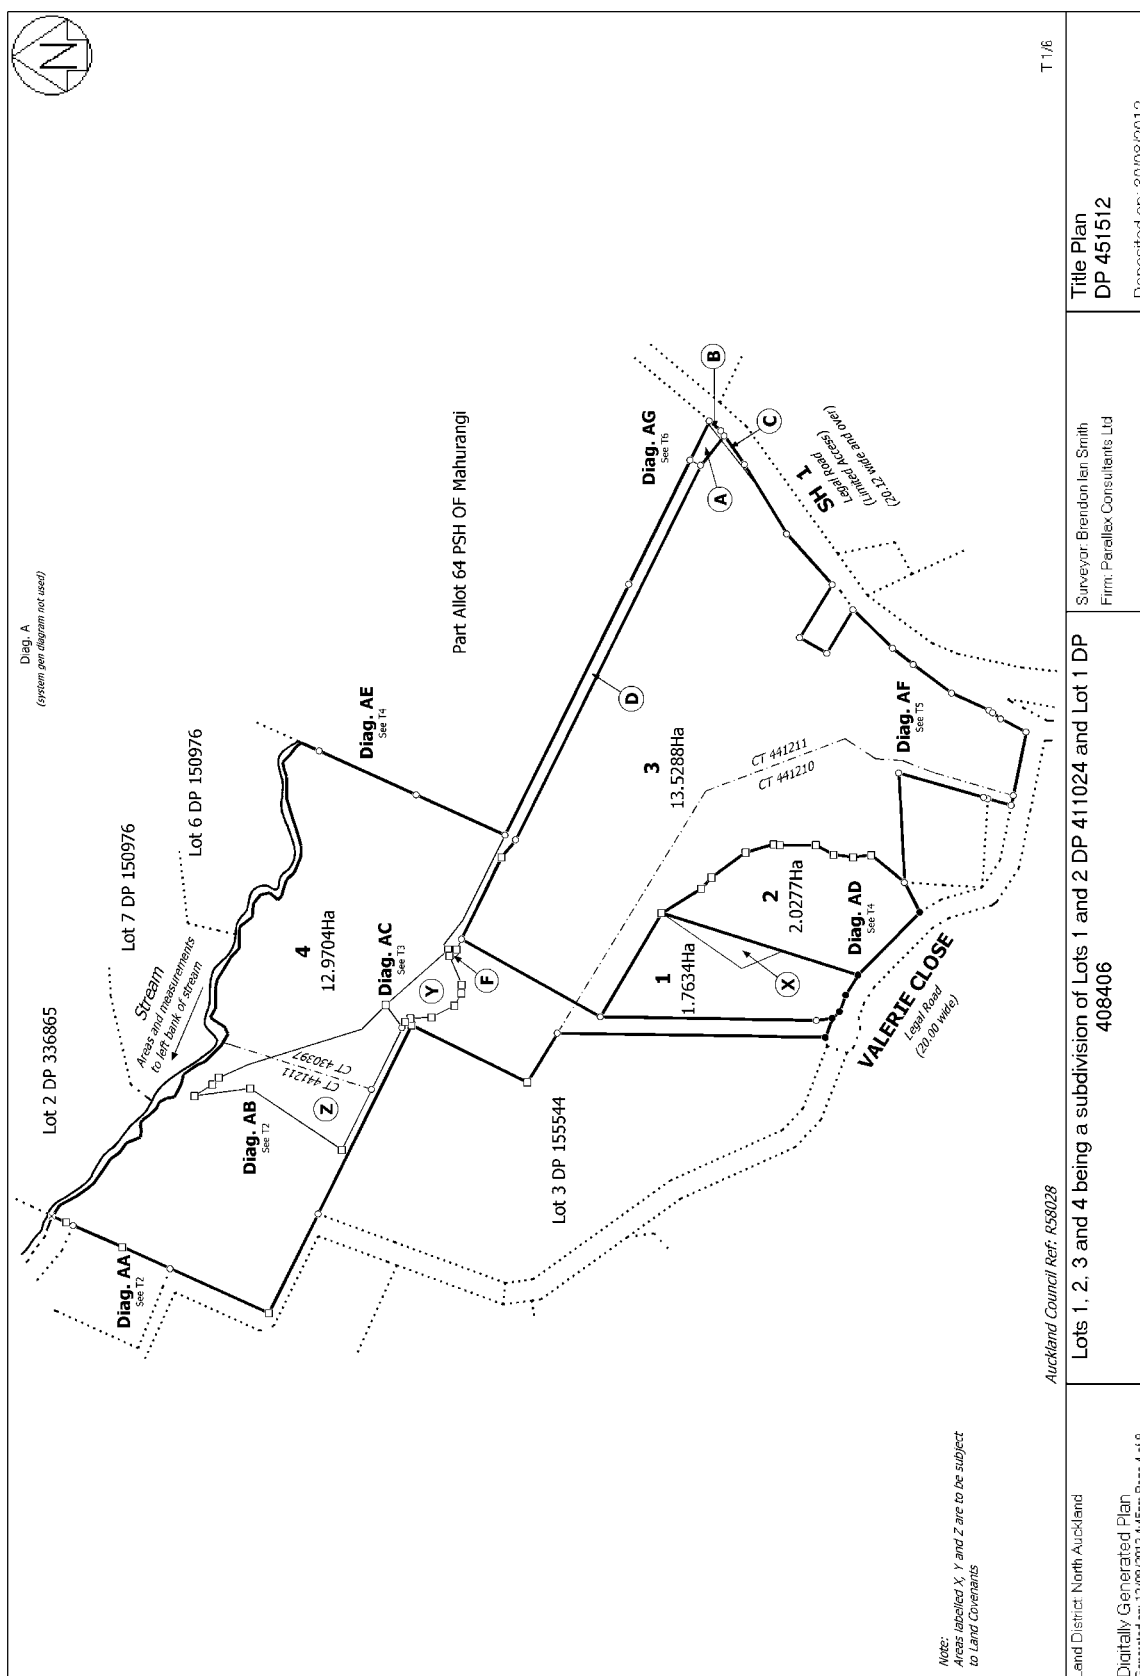 Diag. A
(system gen diagram not used)
T 1/6
Lot 2 DP 336865
Lot 7 DP 150976
Lot 6 DP 150976
Stream
Areas and measurements
to left bank of stream
Diag. AA
See T2
Diag. AB
See T2
Z
CT 441211
CT 430397
4
12.9704Ha
Diag. AC
See T3
Y
F
Diag. AE
See T4
Part Allot 64 PSH OF Mahurangi
Diag. AG
See T6
A
B
C
D
SH 1
Legal Road
(Limited Access)
(20.12 wide and over)
3
13.5288Ha
CT 441211
CT 441210
Diag. AF
See T5
Lot 3 DP 155544
1
1.7634Ha
X
2
2.0277Ha
Diag. AD
See T4
VALERIE CLOSE
Legal Road
(20.00 wide)
Note:
Areas labelled X, Y and Z are to be subject
to Land Covenants
Auckland Council Ref: R58028
Land District: North Auckland
Digitally Generated Plan
Lots 1, 2, 3 and 4 being a subdivision of Lots 1 and 2 DP 411024 and Lot 1 DP
408406
Surveyor: Brendon Ian Smith
Firm: Parallax Consultants Ltd
Title Plan
DP 451512
N